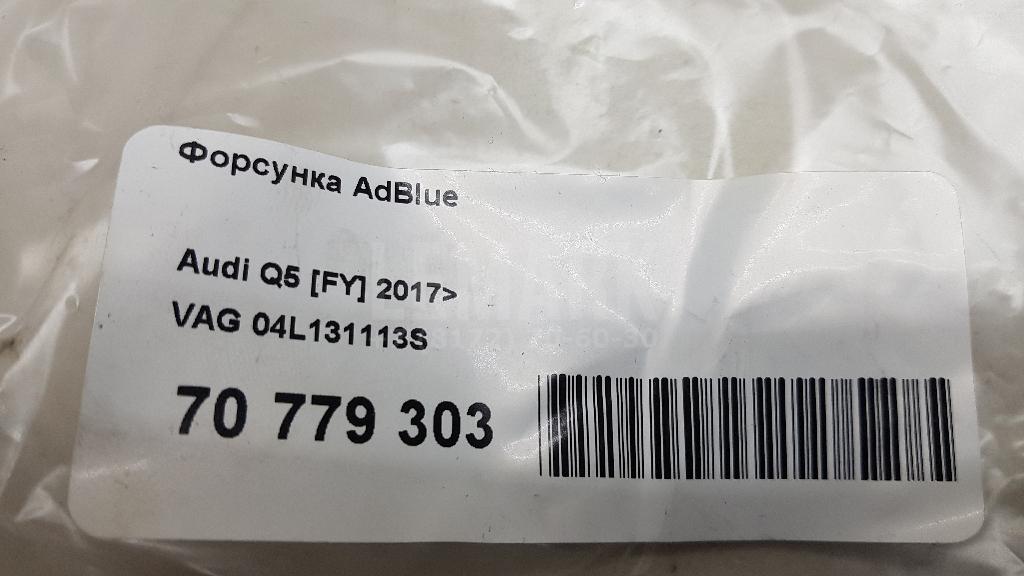 Форсунка AdBlue
Audi Q5 [FY] 2017>
VAG 04L131113S
70 779 303